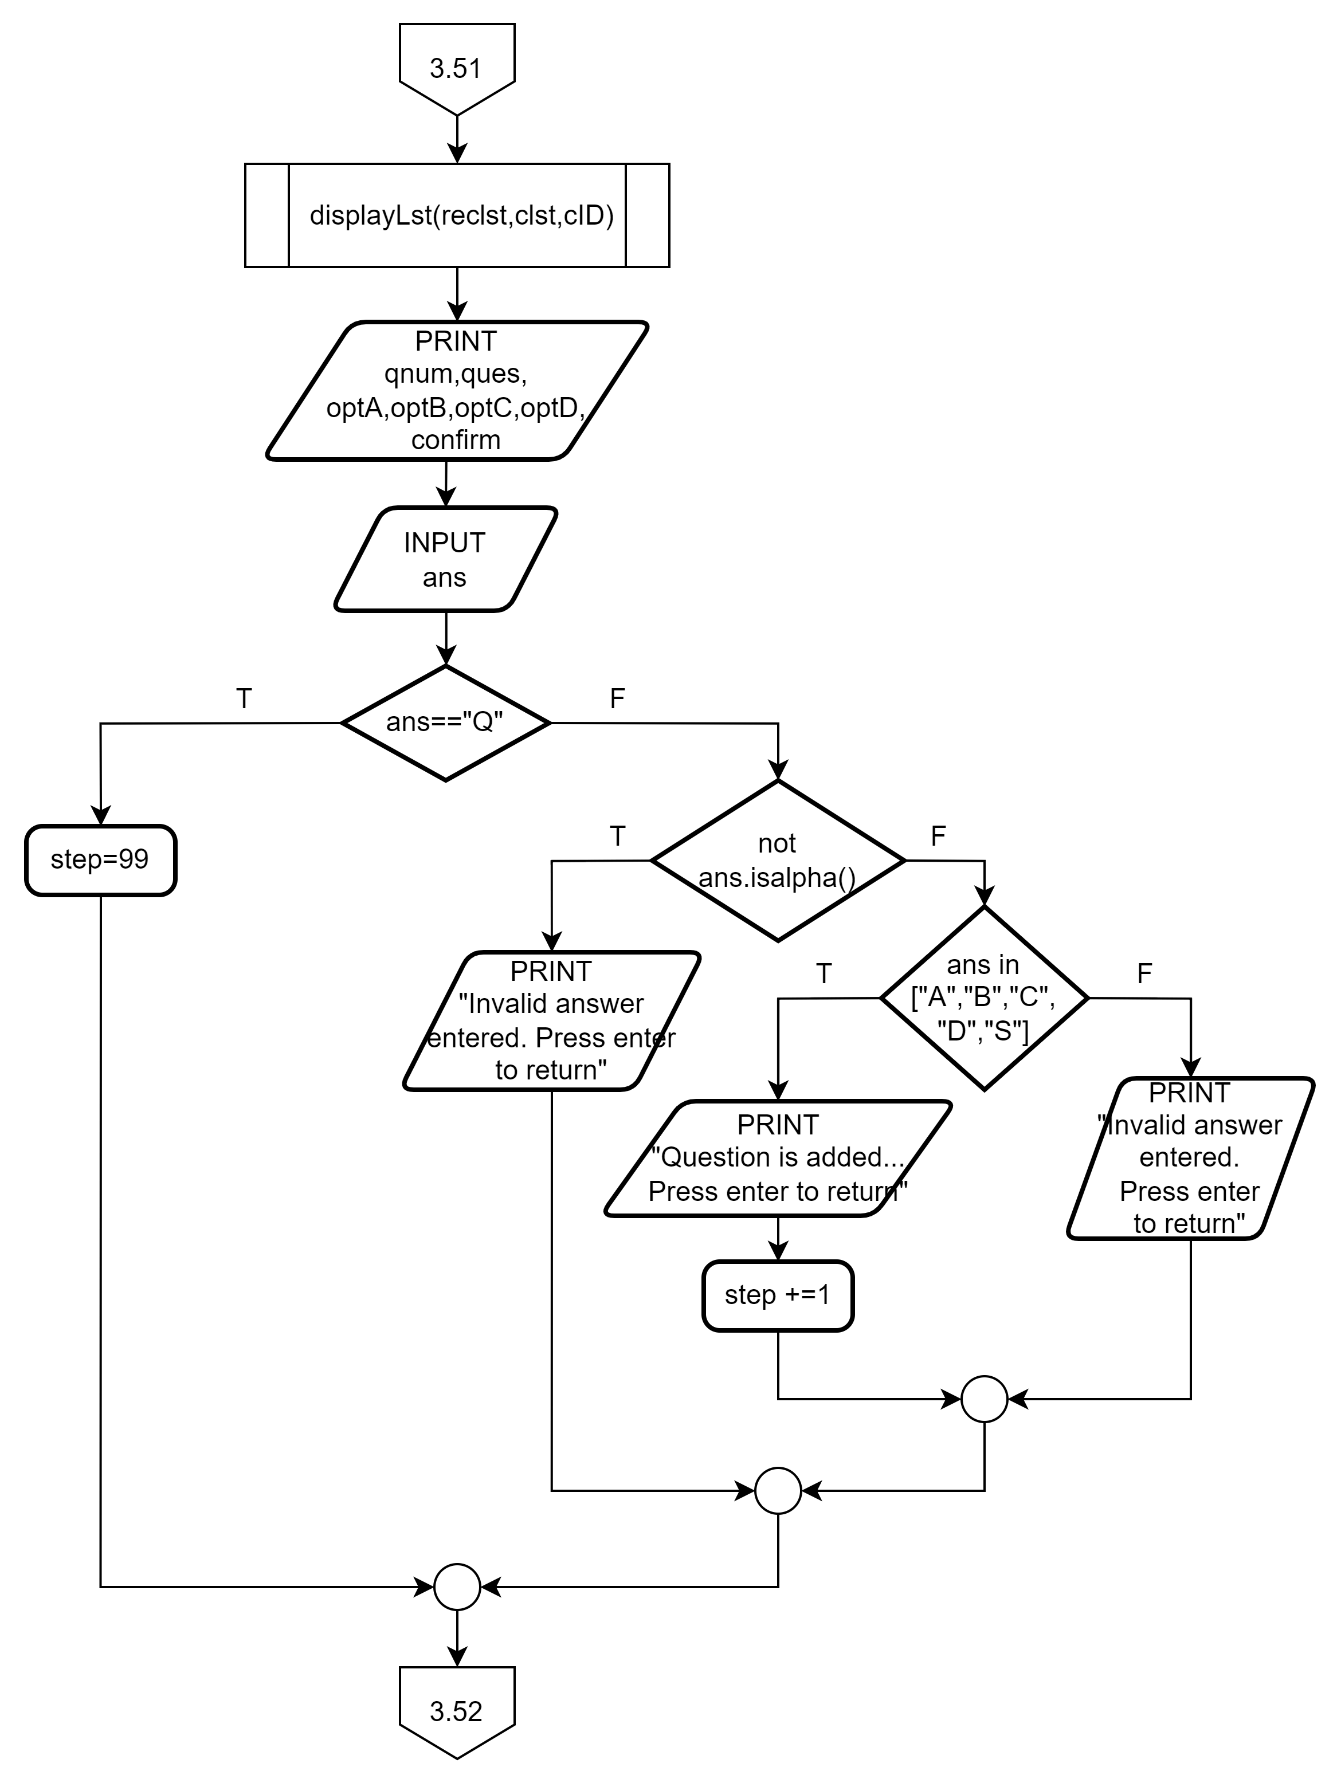 3.51
displayLst(reclst,clst,cID)
PRINT
qnum,ques,
optA,optB,optC,optD,
confirm
INPUT
ans
ans=="Q"
T
F
step=99
not
ans.isalpha()
T
F
PRINT
"Invalid answer
entered. Press enter
to return"
ans in
["A","B","C",
"D","S"]
T
F
PRINT
"Question is added...
Press enter to return"
PRINT
"Invalid answer
entered.
Press enter
to return"
step +=1
3.52